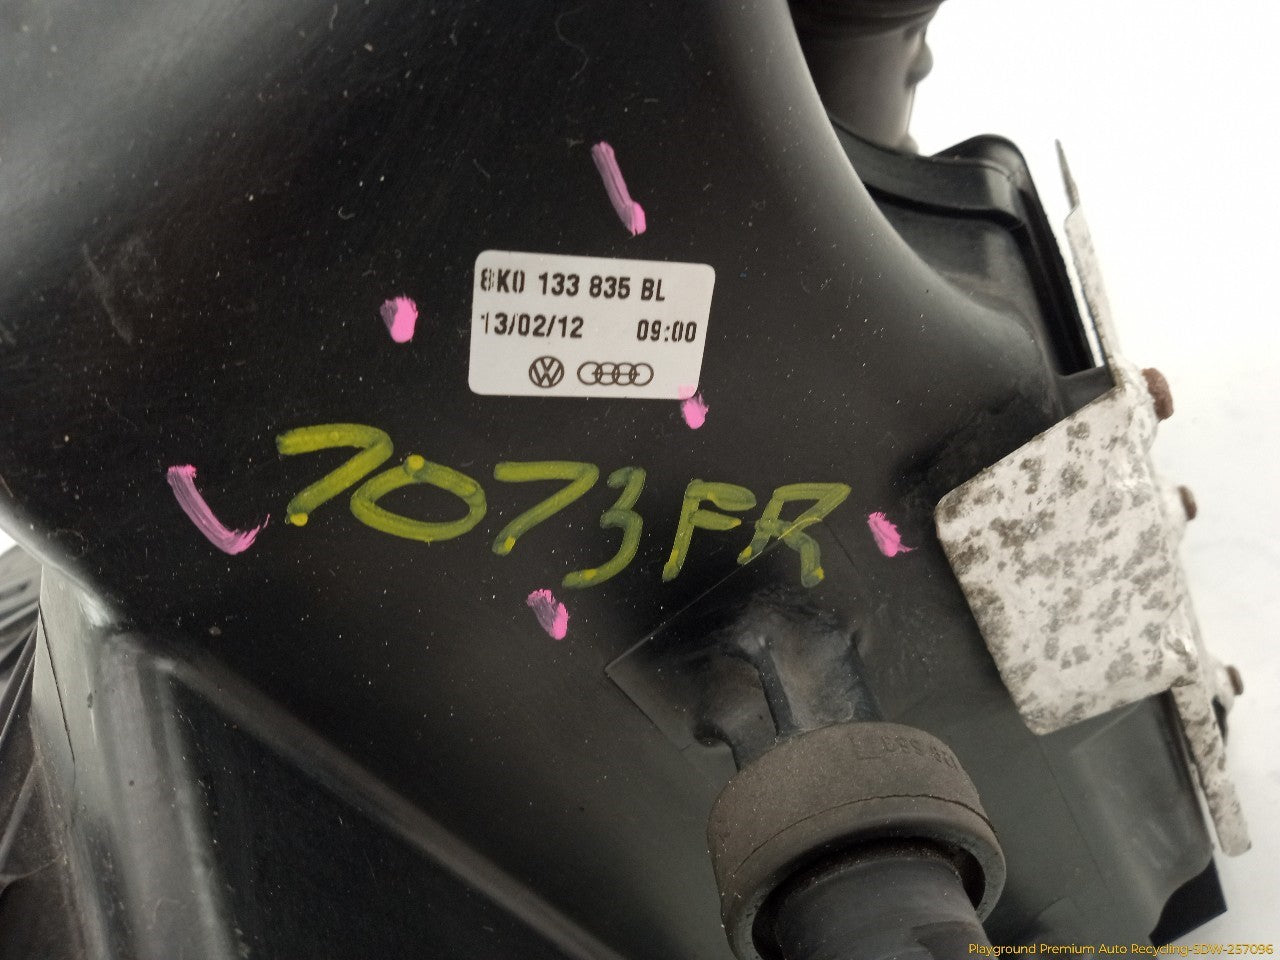 8K0 133 835 BL
13/02/12 09:00
7073FR
Playground Premium Auto Recycling-SDW-257096